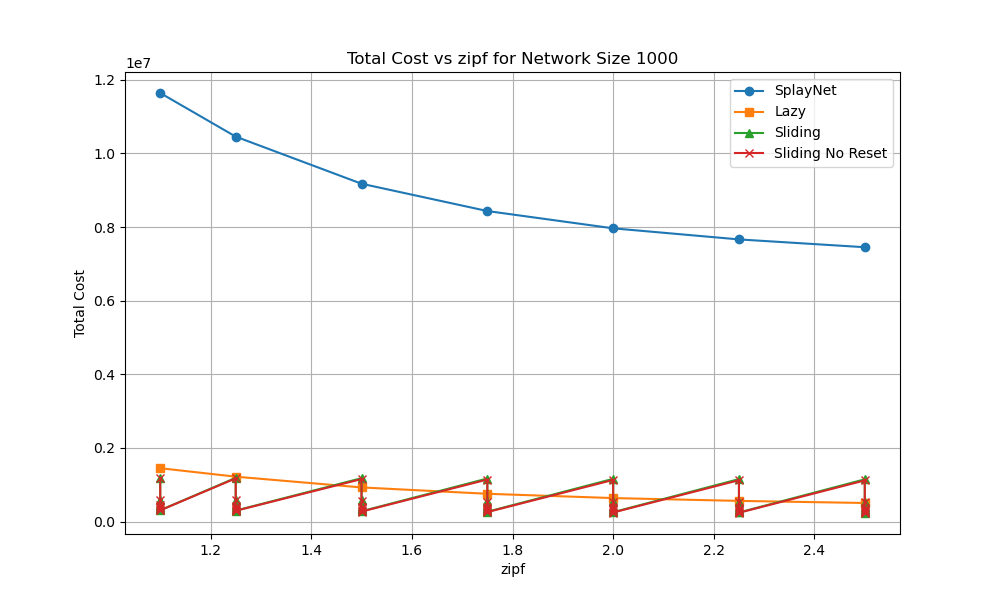 Total Cost vs zipf for Network Size 1000
1e7
1.2
1.0
0.8
0.6
0.4
0.2
0.0
Total Cost
SplayNet
Lazy
Sliding
Sliding No Reset
1.2 1.4 1.6 1.8 2.0 2.2 2.4
zipf